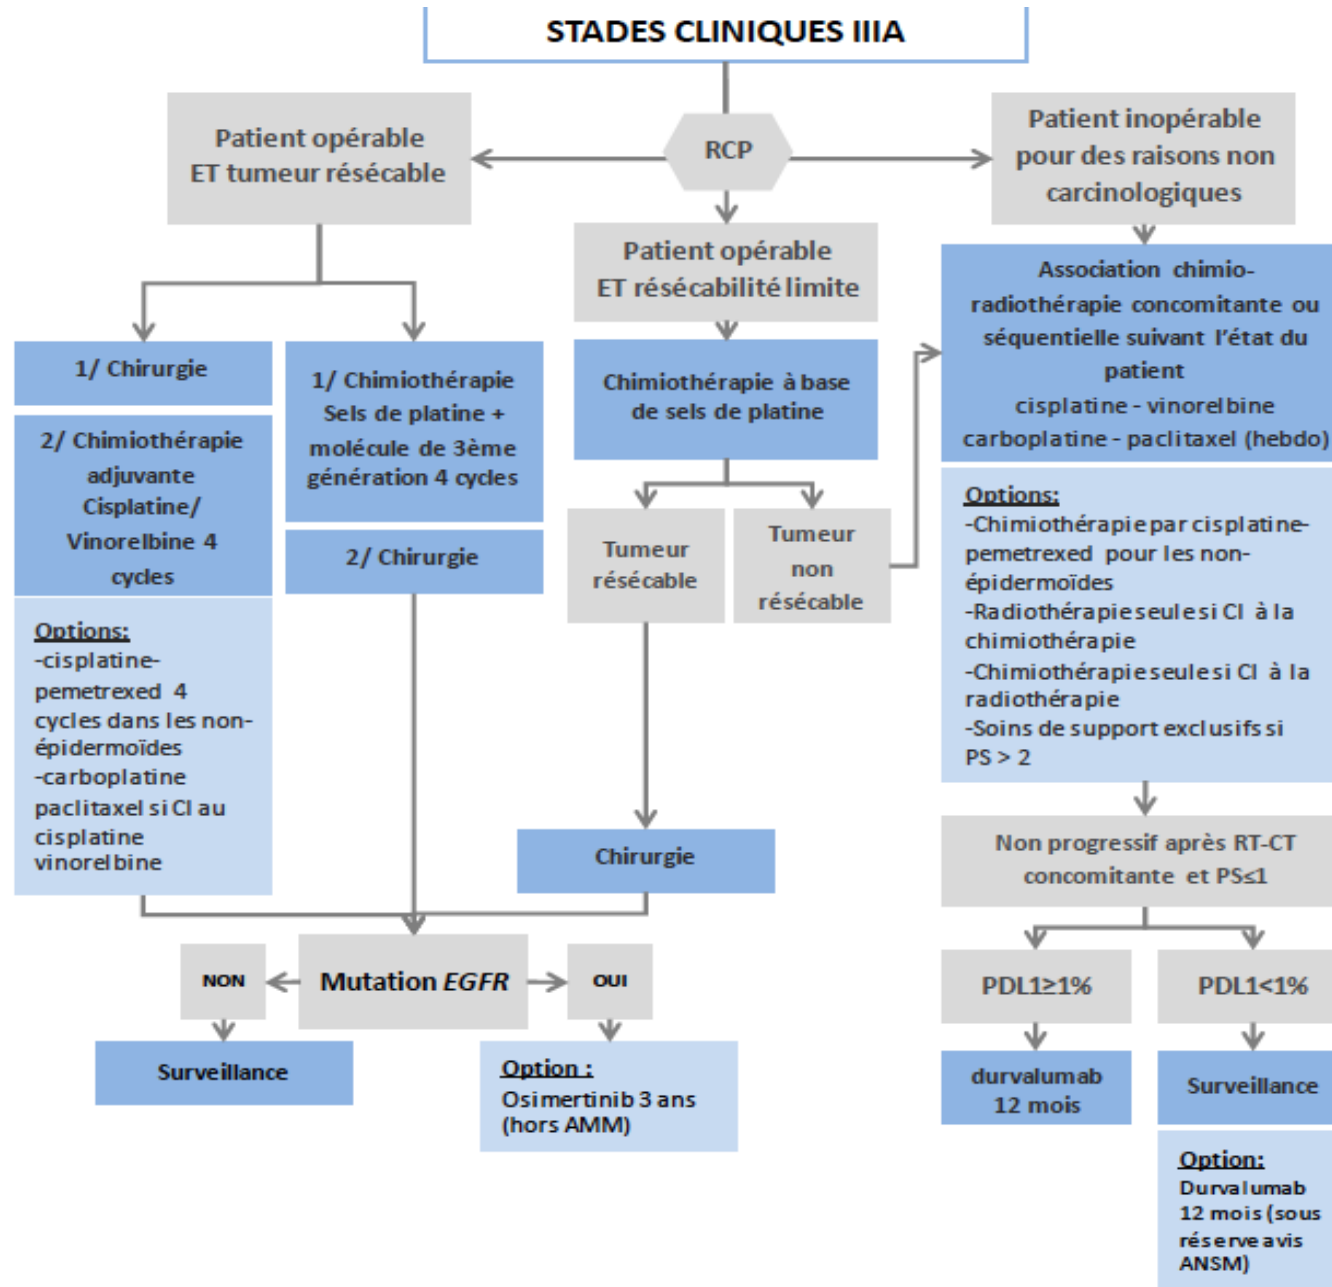 STADES CLINIQUES IIIA
RCP
Patient opérable
ET tumeur résécable
1/ Chirurgie
2/ Chimiothérapie
adjuvante
Cisplatine/
Vinorelbine 4
cycles
Options:
-cisplatine-
pemetrexed 4
cycles dans les non-
épidermoïdes
-carboplatine
paclitaxel si CI au
cisplatine
vinorelbine
1/ Chimiothérapie
Sels de platine +
molécule de 3ème
génération 4 cycles
2/ Chirurgie
Patient opérable
ET résécabilité limite
Chimiothérapie à base
de sels de platine
Tumeur
résécable
Tumeur
non
résécable
Chirurgie
Mutation EGFR
NON
Surveillance
OUI
Option :
Osimertinib 3 ans
(hors AMM)
Patient inopérable
pour des raisons non
carcinologiques
Association chimio-
radiothérapie concomitante ou
séquentielle suivant l'état du
patient
cisplatine - vinorelbine
carboplatine - paclitaxel (hebdo)
Options:
-Chimiothérapie par cisplatine-
pemetrexed pour les non-
épidermoïdes
-Radiothérapie seule si CI à la
chimiothérapie
-Chimiothérapie seule si CI à la
radiothérapie
-Soins de support exclusifs si
PS > 2
Non progressif après RT-CT
concomitante et PS≤1
PDL1≥1%
durvalumab
12 mois
PDL1<1%
Surveillance
Option:
Durvalumab
12 mois (sous
réserve avis
ANSM)